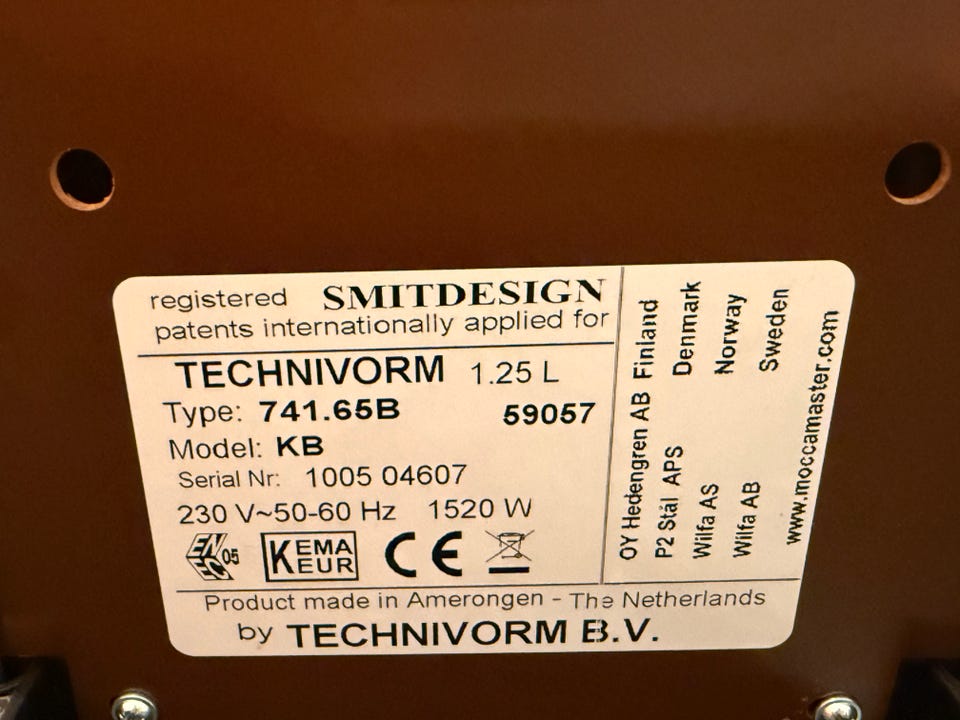 registered SMITDESIGN
patents internationally applied for
TECHNIVORM 1.25 L
Type: 741.65B 59057
Model: KB
Serial Nr: 1005 04607
230 V~50-60 Hz 1520 W
ENEC 05 KEMA EUR CE
Product made in Amerongen - The Netherlands
by TECHNIVORM B.V.
OY Hedengren AB Finland
P2 Stål APS Denmark
Wilfa AS Norway
Wilfa AB Sweden
www.moccamaster.com